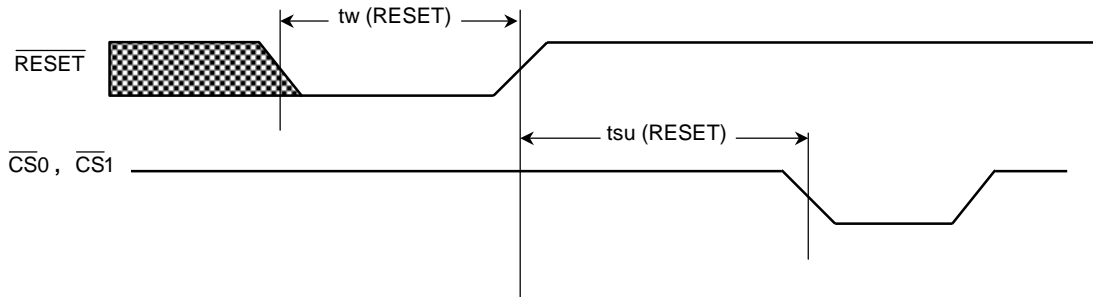 tw (RESET)
RESET
tsu (RESET)
CS0 , CS1